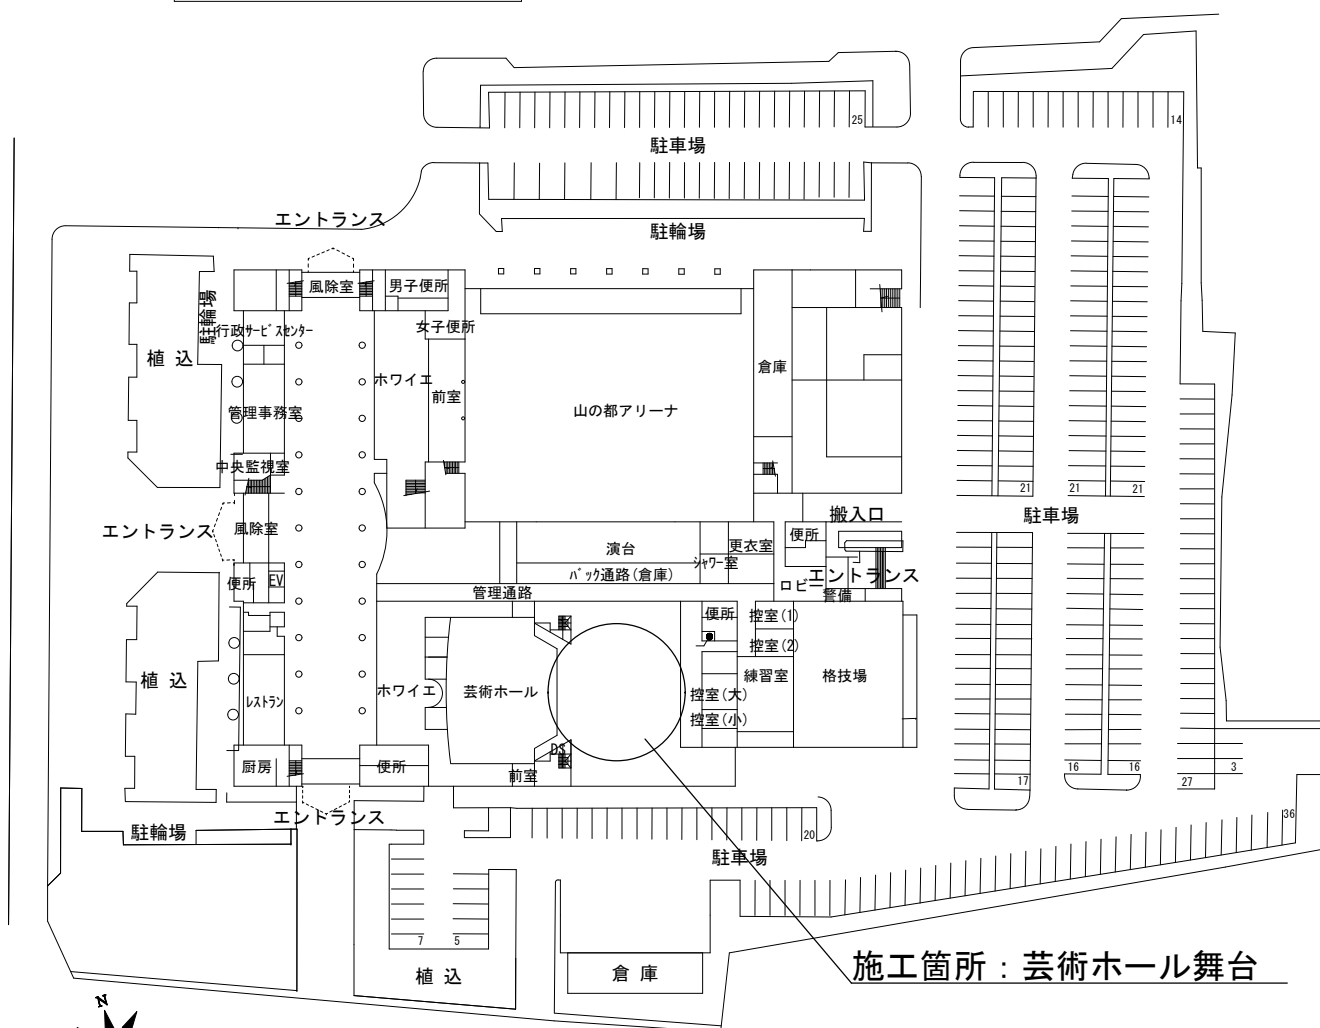 25
14
駐車場
エントランス
駐輪場
風除室
男子便所
駐輪場
行政サービスセンター
女子便所
植込
ホワイエ
前室
倉庫
管理事務室
山の都アリーナ
中央監視室
21
21
21
エントランス
風除室
搬入口
駐車場
演台
更衣室
便所
シャワー室
バック通路(倉庫)
便所
EV
ロビー
エントランス
管理通路
警備
便所
控室(1)
控室(2)
植込
ホワイエ
芸術ホール
練習室
格技場
レストラン
控室(大)
控室(小)
DS
厨房
便所
前室
17
16
16
27
3
エントランス
36
駐輪場
20
駐車場
7
5
植込
倉庫
施工箇所：芸術ホール舞台
N